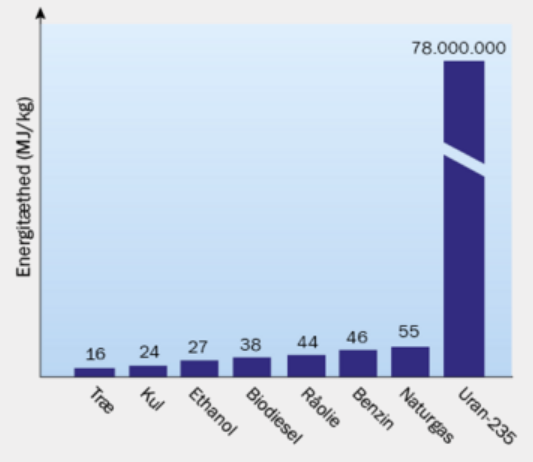 78.000.000
Energitæthed (MJ/kg)
16
24
27
38
44
46
55
Træ
Kul
Ethanol
Biodiesel
Råolie
Benzin
Naturgas
Uran-235